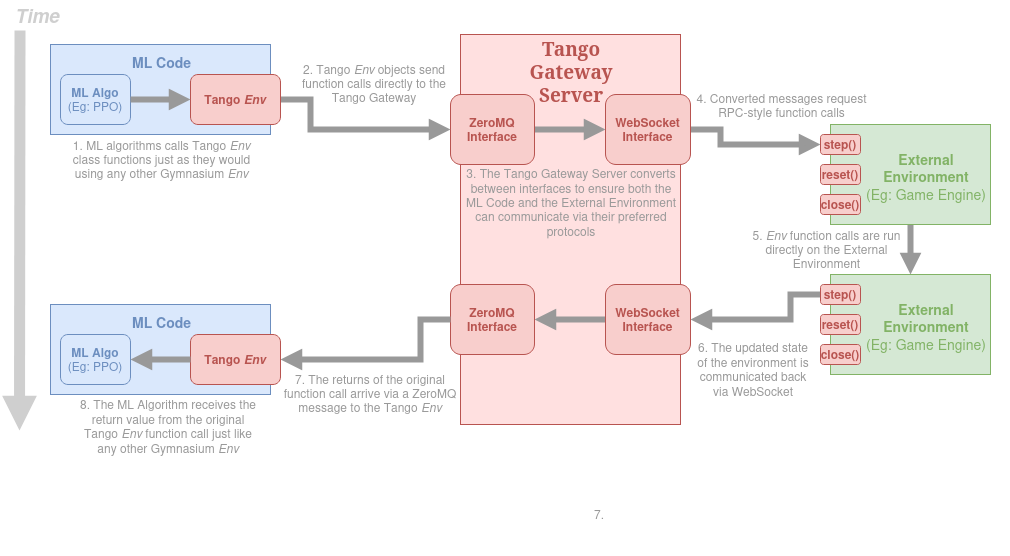 Time
ML Code
ML Algo
(Eg: PPO)
Tango Env
1. ML algorithms calls Tango Env
class functions just as they would
using any other Gymnasium Env
2. Tango Env objects send
function calls directly to the
Tango Gateway
Tango
Gateway
Server
ZeroMQ
Interface
WebSocket
Interface
3. The Tango Gateway Server converts
between interfaces to ensure both the
ML Code and the External Environment
can communicate via their preferred
protocols
4. Converted messages request
RPC-style function calls
step()
reset()
close()
External
Environment
(Eg: Game Engine)
5. Env function calls are run
directly on the External
Environment
step()
reset()
close()
External
Environment
(Eg: Game Engine)
6. The updated state
of the environment is
communicated back
via WebSocket
WebSocket
Interface
ZeroMQ
Interface
7. The returns of the original
function call arrive via a ZeroMQ
message to the Tango Env
ML Code
ML Algo
(Eg: PPO)
Tango Env
8. The ML Algorithm receives the
return value from the original
Tango Env function call just like
any other Gymnasium Env
7.